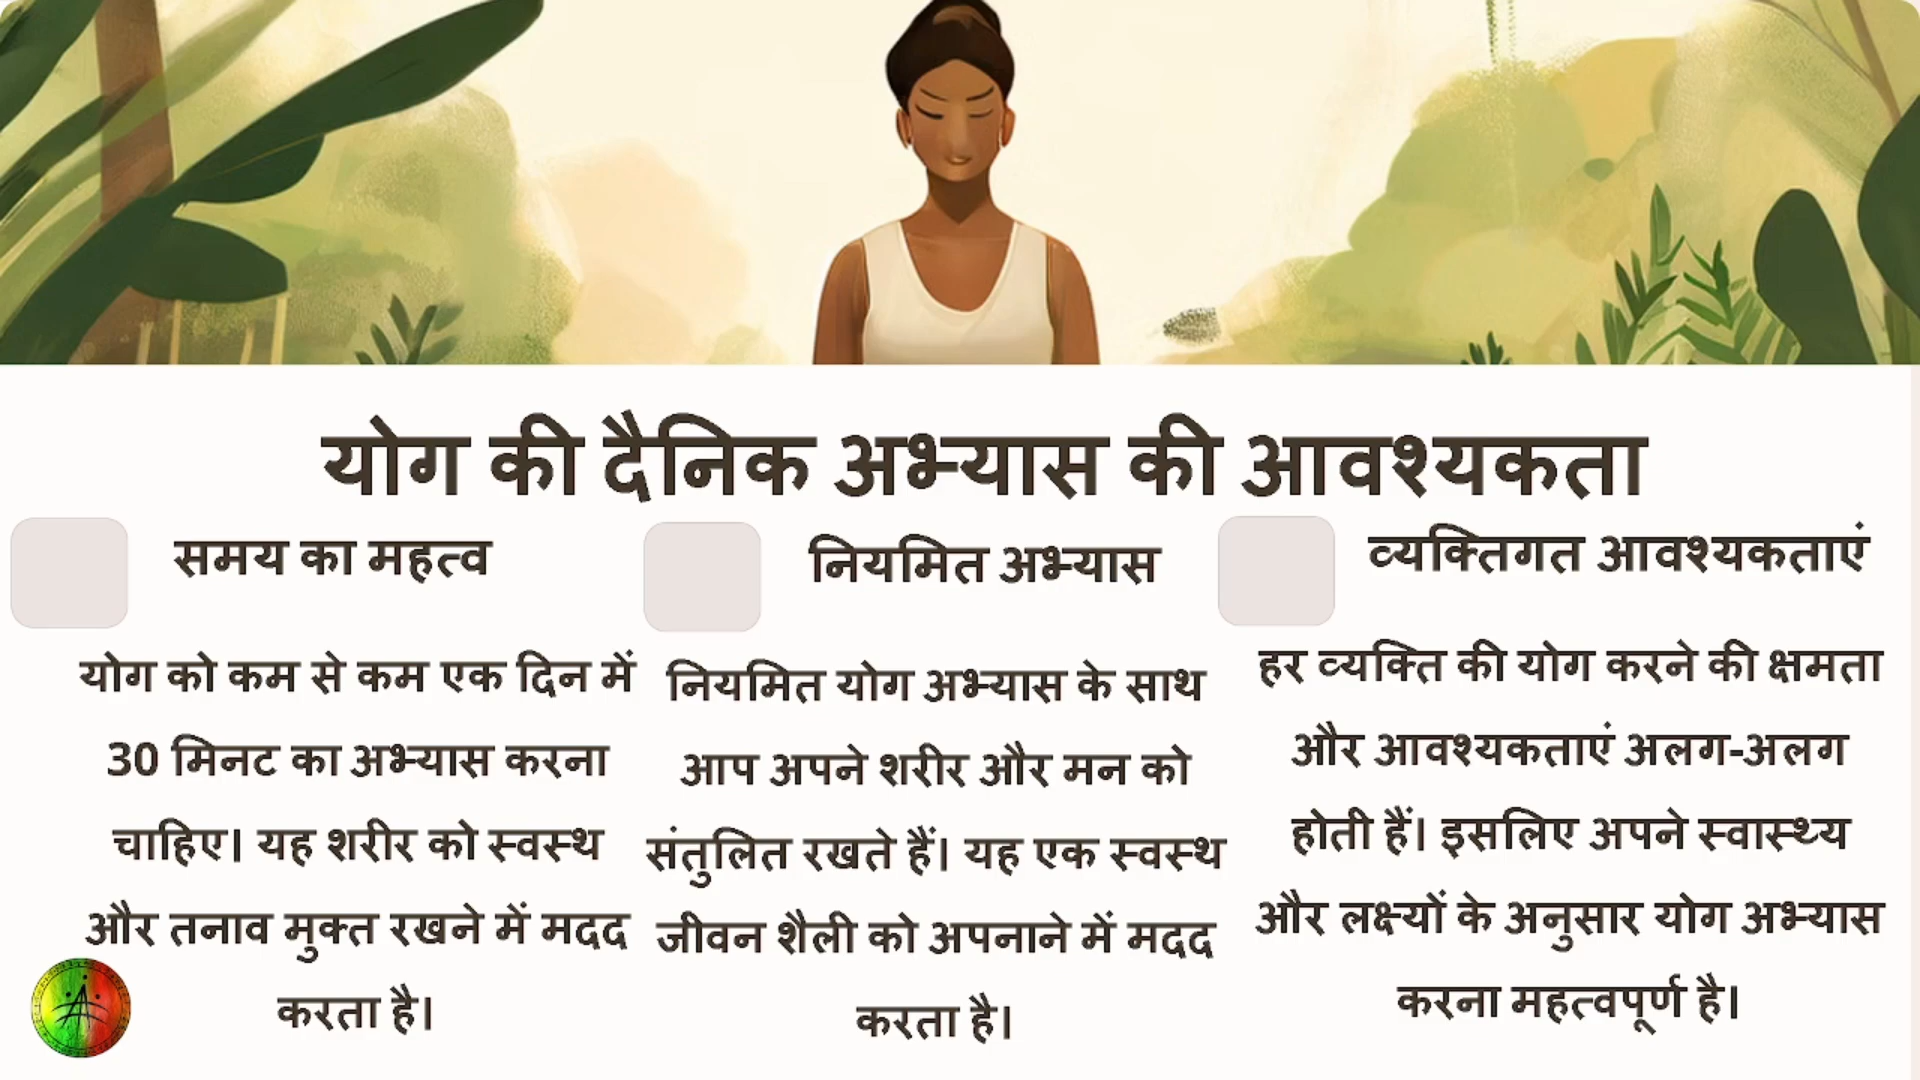 योग की दैनिक अभ्यास की आवश्यकता
समय का महत्व
योग को कम से कम एक दिन में
30 मिनट का अभ्यास करना
चाहिए। यह शरीर को स्वस्थ
और तनाव मुक्त रखने में मदद
करता है।
नियमित अभ्यास
नियमित योग अभ्यास के साथ
आप अपने शरीर और मन को
संतुलित रखते हैं। यह एक स्वस्थ
जीवन शैली को अपनाने में मदद
करता है।
व्यक्तिगत आवश्यकताएं
हर व्यक्ति की योग करने की क्षमता
और आवश्यकताएं अलग-अलग
होती हैं। इसलिए अपने स्वास्थ्य
और लक्ष्यों के अनुसार योग अभ्यास
करना महत्वपूर्ण है।